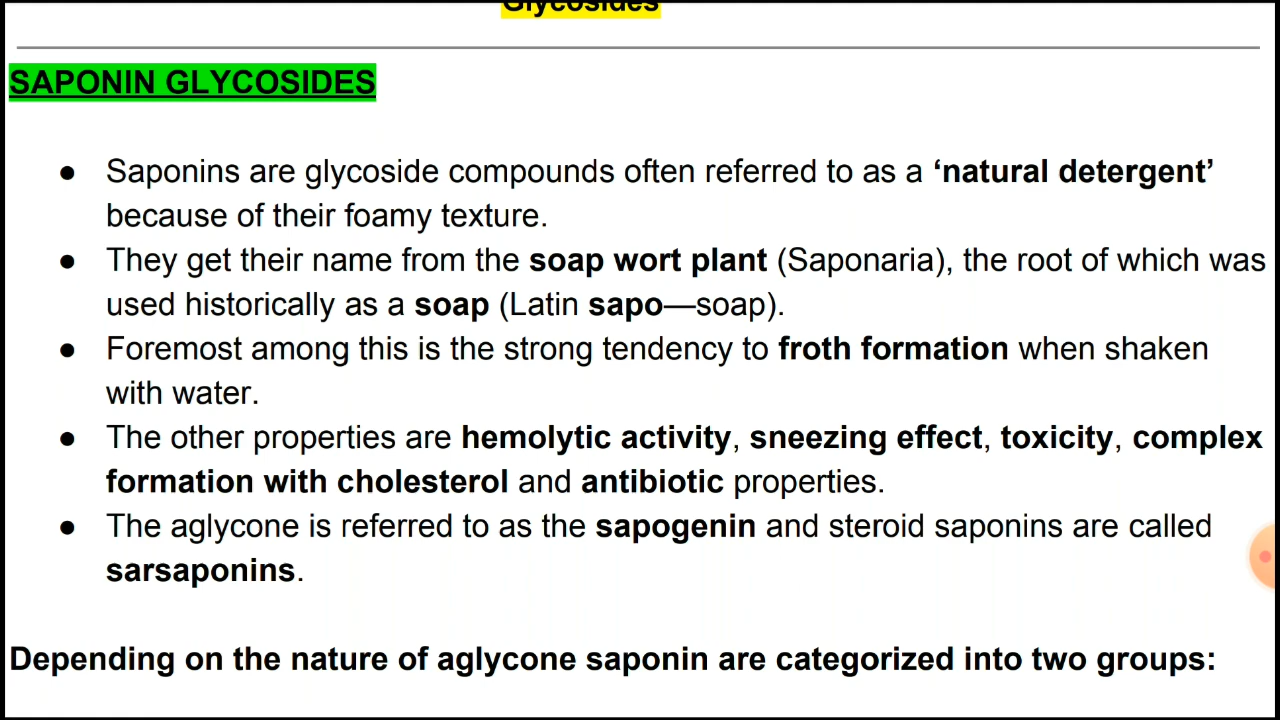 Glycosides
SAPONIN GLYCOSIDES
● Saponins are glycoside compounds often referred to as a ‘natural detergent’
because of their foamy texture.
● They get their name from the soap wort plant (Saponaria), the root of which was
used historically as a soap (Latin sapo—soap).
● Foremost among this is the strong tendency to froth formation when shaken
with water.
● The other properties are hemolytic activity, sneezing effect, toxicity, complex
formation with cholesterol and antibiotic properties.
● The aglycone is referred to as the sapogenin and steroid saponins are called
sarsaponins.
Depending on the nature of aglycone saponin are categorized into two groups: